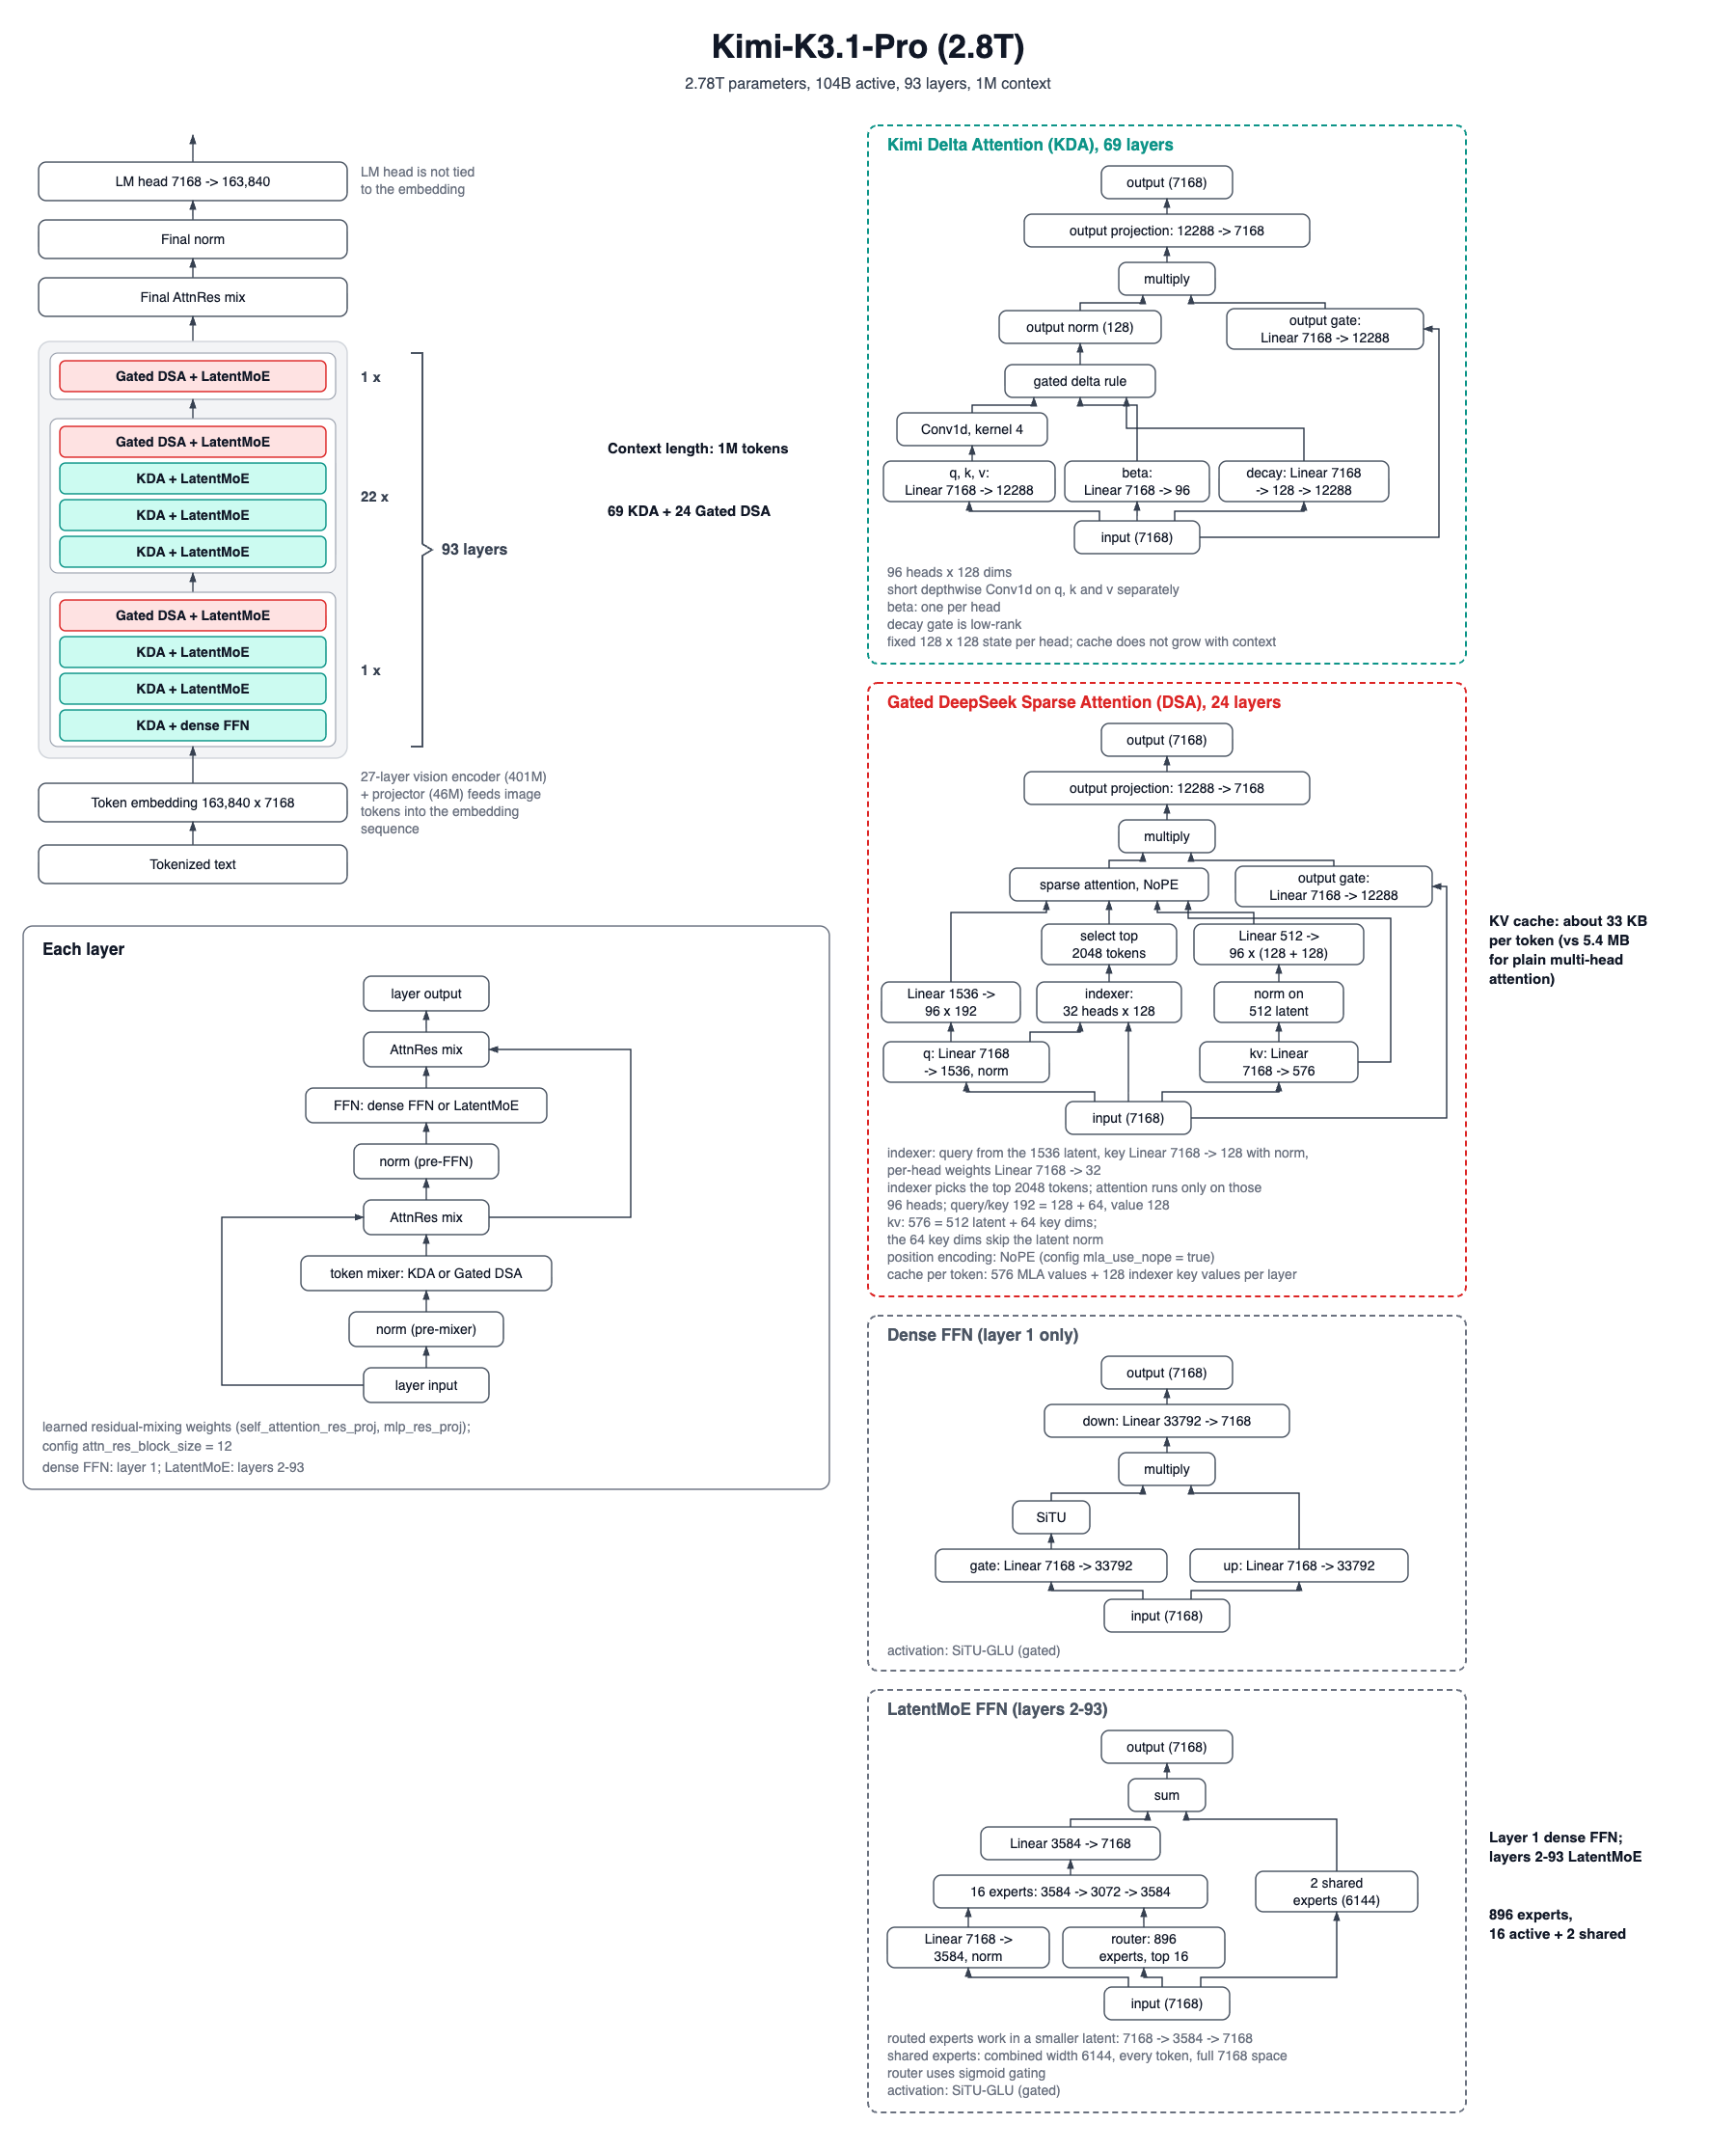 Kimi-K3.1-Pro (2.8T)
2.78T parameters, 104B active, 93 layers, 1M context
LM head 7168 -> 163,840
LM head is not tied
to the embedding
Final norm
Final AttnRes mix
Gated DSA + LatentMoE
1 x
Gated DSA + LatentMoE
KDA + LatentMoE
KDA + LatentMoE
KDA + LatentMoE
22 x
Gated DSA + LatentMoE
KDA + LatentMoE
KDA + LatentMoE
KDA + dense FFN
1 x
93 layers
Context length: 1M tokens
69 KDA + 24 Gated DSA
Token embedding 163,840 x 7168
27-layer vision encoder (401M)
+ projector (46M) feeds image
tokens into the embedding
sequence
Tokenized text
Each layer
layer output
AttnRes mix
FFN: dense FFN or LatentMoE
norm (pre-FFN)
AttnRes mix
token mixer: KDA or Gated DSA
norm (pre-mixer)
layer input
learned residual-mixing weights (self_attention_res_proj, mlp_res_proj);
config attn_res_block_size = 12
dense FFN: layer 1; LatentMoE: layers 2-93
Kimi Delta Attention (KDA), 69 layers
output (7168)
output projection: 12288 -> 7168
multiply
output norm (128)
output gate:
Linear 7168 -> 12288
gated delta rule
Conv1d, kernel 4
q, k, v:
Linear 7168 -> 12288
beta:
Linear 7168 -> 96
decay: Linear 7168
-> 128 -> 12288
input (7168)
96 heads x 128 dims
short depthwise Conv1d on q, k and v separately
beta: one per head
decay gate is low-rank
fixed 128 x 128 state per head; cache does not grow with context
Gated DeepSeek Sparse Attention (DSA), 24 layers
output (7168)
output projection: 12288 -> 7168
multiply
sparse attention, NoPE
output gate:
Linear 7168 -> 12288
select top
2048 tokens
Linear 512 ->
96 x (128 + 128)
Linear 1536 ->
96 x 192
indexer:
32 heads x 128
norm on
512 latent
q: Linear 7168
-> 1536, norm
kv: Linear
7168 -> 576
input (7168)
indexer: query from the 1536 latent, key Linear 7168 -> 128 with norm,
per-head weights Linear 7168 -> 32
indexer picks the top 2048 tokens; attention runs only on those
96 heads; query/key 192 = 128 + 64, value 128
kv: 576 = 512 latent + 64 key dims;
the 64 key dims skip the latent norm
position encoding: NoPE (config mla_use_nope = true)
cache per token: 576 MLA values + 128 indexer key values per layer
KV cache: about 33 KB
per token (vs 5.4 MB
for plain multi-head
attention)
Dense FFN (layer 1 only)
output (7168)
down: Linear 33792 -> 7168
multiply
SiTU
gate: Linear 7168 -> 33792
up: Linear 7168 -> 33792
input (7168)
activation: SiTU-GLU (gated)
LatentMoE FFN (layers 2-93)
output (7168)
sum
Linear 3584 -> 7168
16 experts: 3584 -> 3072 -> 3584
2 shared
experts (6144)
Linear 7168 ->
3584, norm
router: 896
experts, top 16
input (7168)
routed experts work in a smaller latent: 7168 -> 3584 -> 7168
shared experts: combined width 6144, every token, full 7168 space
router uses sigmoid gating
activation: SiTU-GLU (gated)
Layer 1 dense FFN;
layers 2-93 LatentMoE
896 experts,
16 active + 2 shared